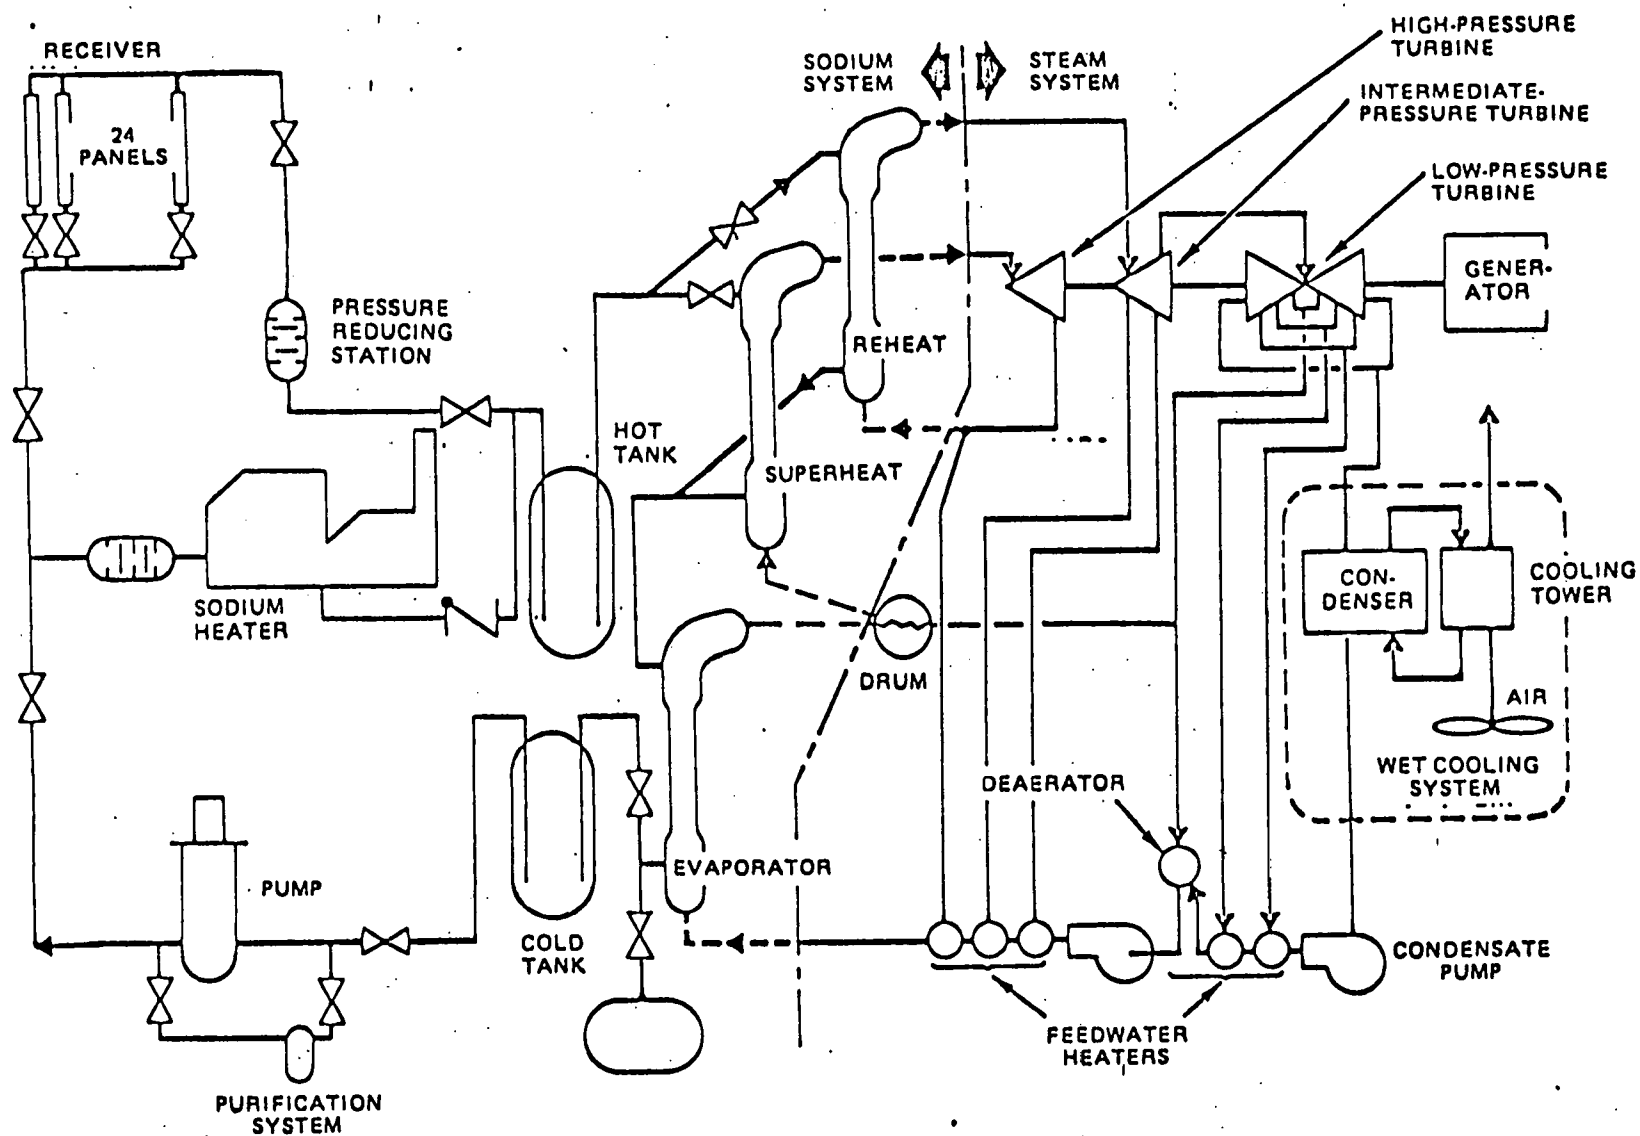 RECEIVER
24
PANELS
SODIUM
SYSTEM
STEAM
SYSTEM
HIGH-PRESSURE
TURBINE
INTERMEDIATE-
PRESSURE TURBINE
LOW-PRESSURE
TURBINE
GENER-
ATOR
PRESSURE
REDUCING
STATION
REHEAT
HOT
TANK
SUPERHEAT
SODIUM
HEATER
DRUM
CON-
DENSER
COOLING
TOWER
AIR
WET COOLING
SYSTEM
DEAERATOR
EVAPORATOR
PUMP
COLD
TANK
CONDENSATE
PUMP
FEEDWATER
HEATERS
PURIFICATION
SYSTEM